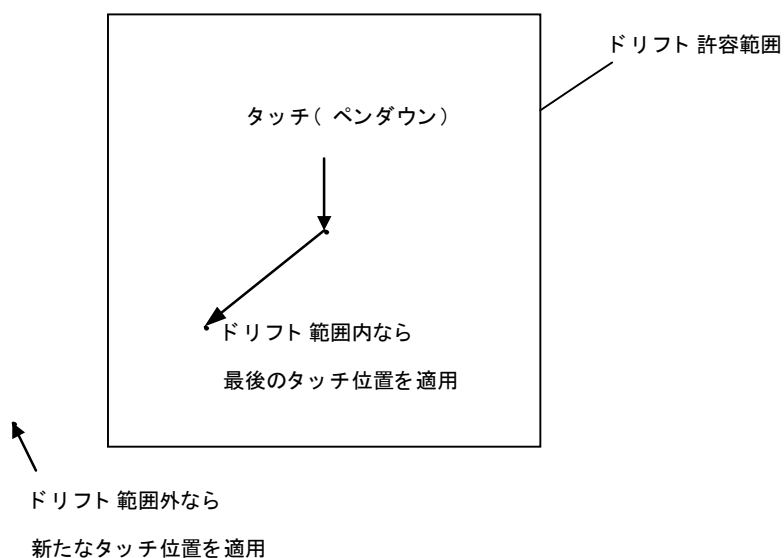 ドリフト許容範囲
タッチ(ペンダウン)
ドリフト範囲内なら
最後のタッチ位置を適用
ドリフト範囲外なら
新たなタッチ位置を適用